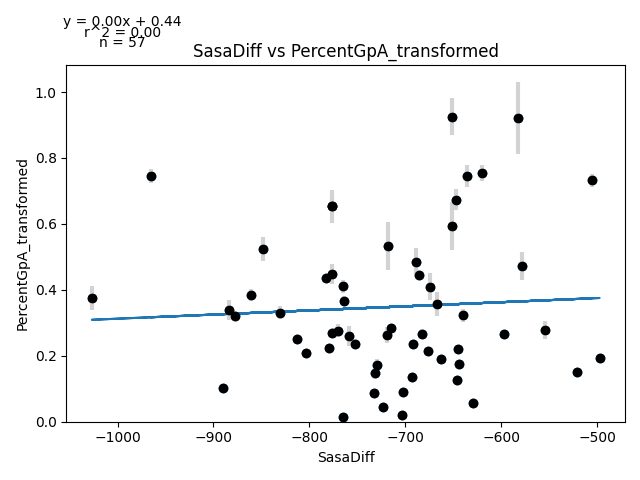 y = 0.00x + 0.44
r^2 = 0.00
n = 57
SasaDiff vs PercentGpA_transformed
PercentGpA_transformed
1.0
0.8
0.6
0.4
0.2
0.0
−1000 −900 −800 −700 −600 −500
SasaDiff